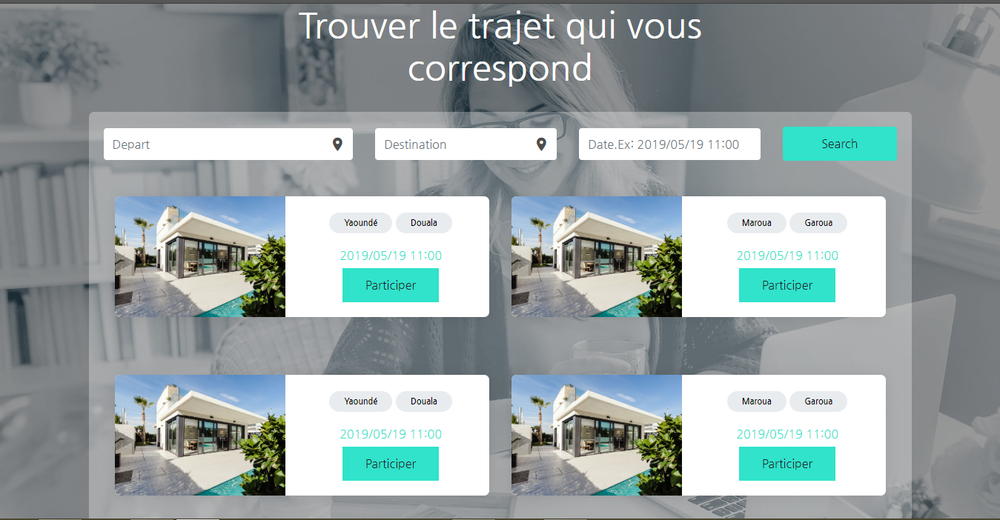 Trouver le trajet qui vous
correspond
Depart
Destination
Date.Ex: 2019/05/19 11:00
Search
Yaoundé Douala
2019/05/19 11:00
Participer
Maroua Garoua
2019/05/19 11:00
Participer
Yaoundé Douala
2019/05/19 11:00
Participer
Maroua Garoua
2019/05/19 11:00
Participer